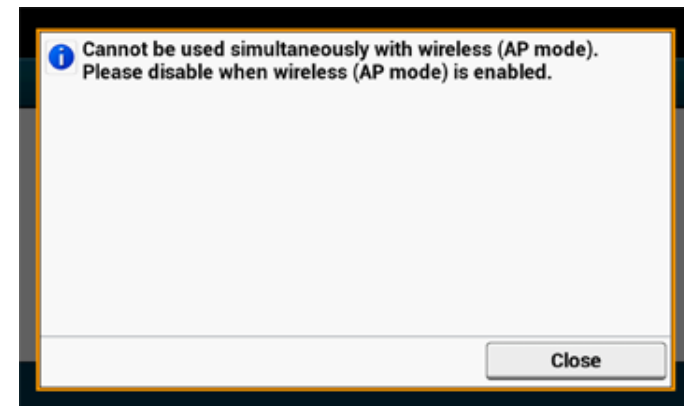 Cannot be used simultaneously with wireless (AP mode).
Please disable when wireless (AP mode) is enabled.
Close